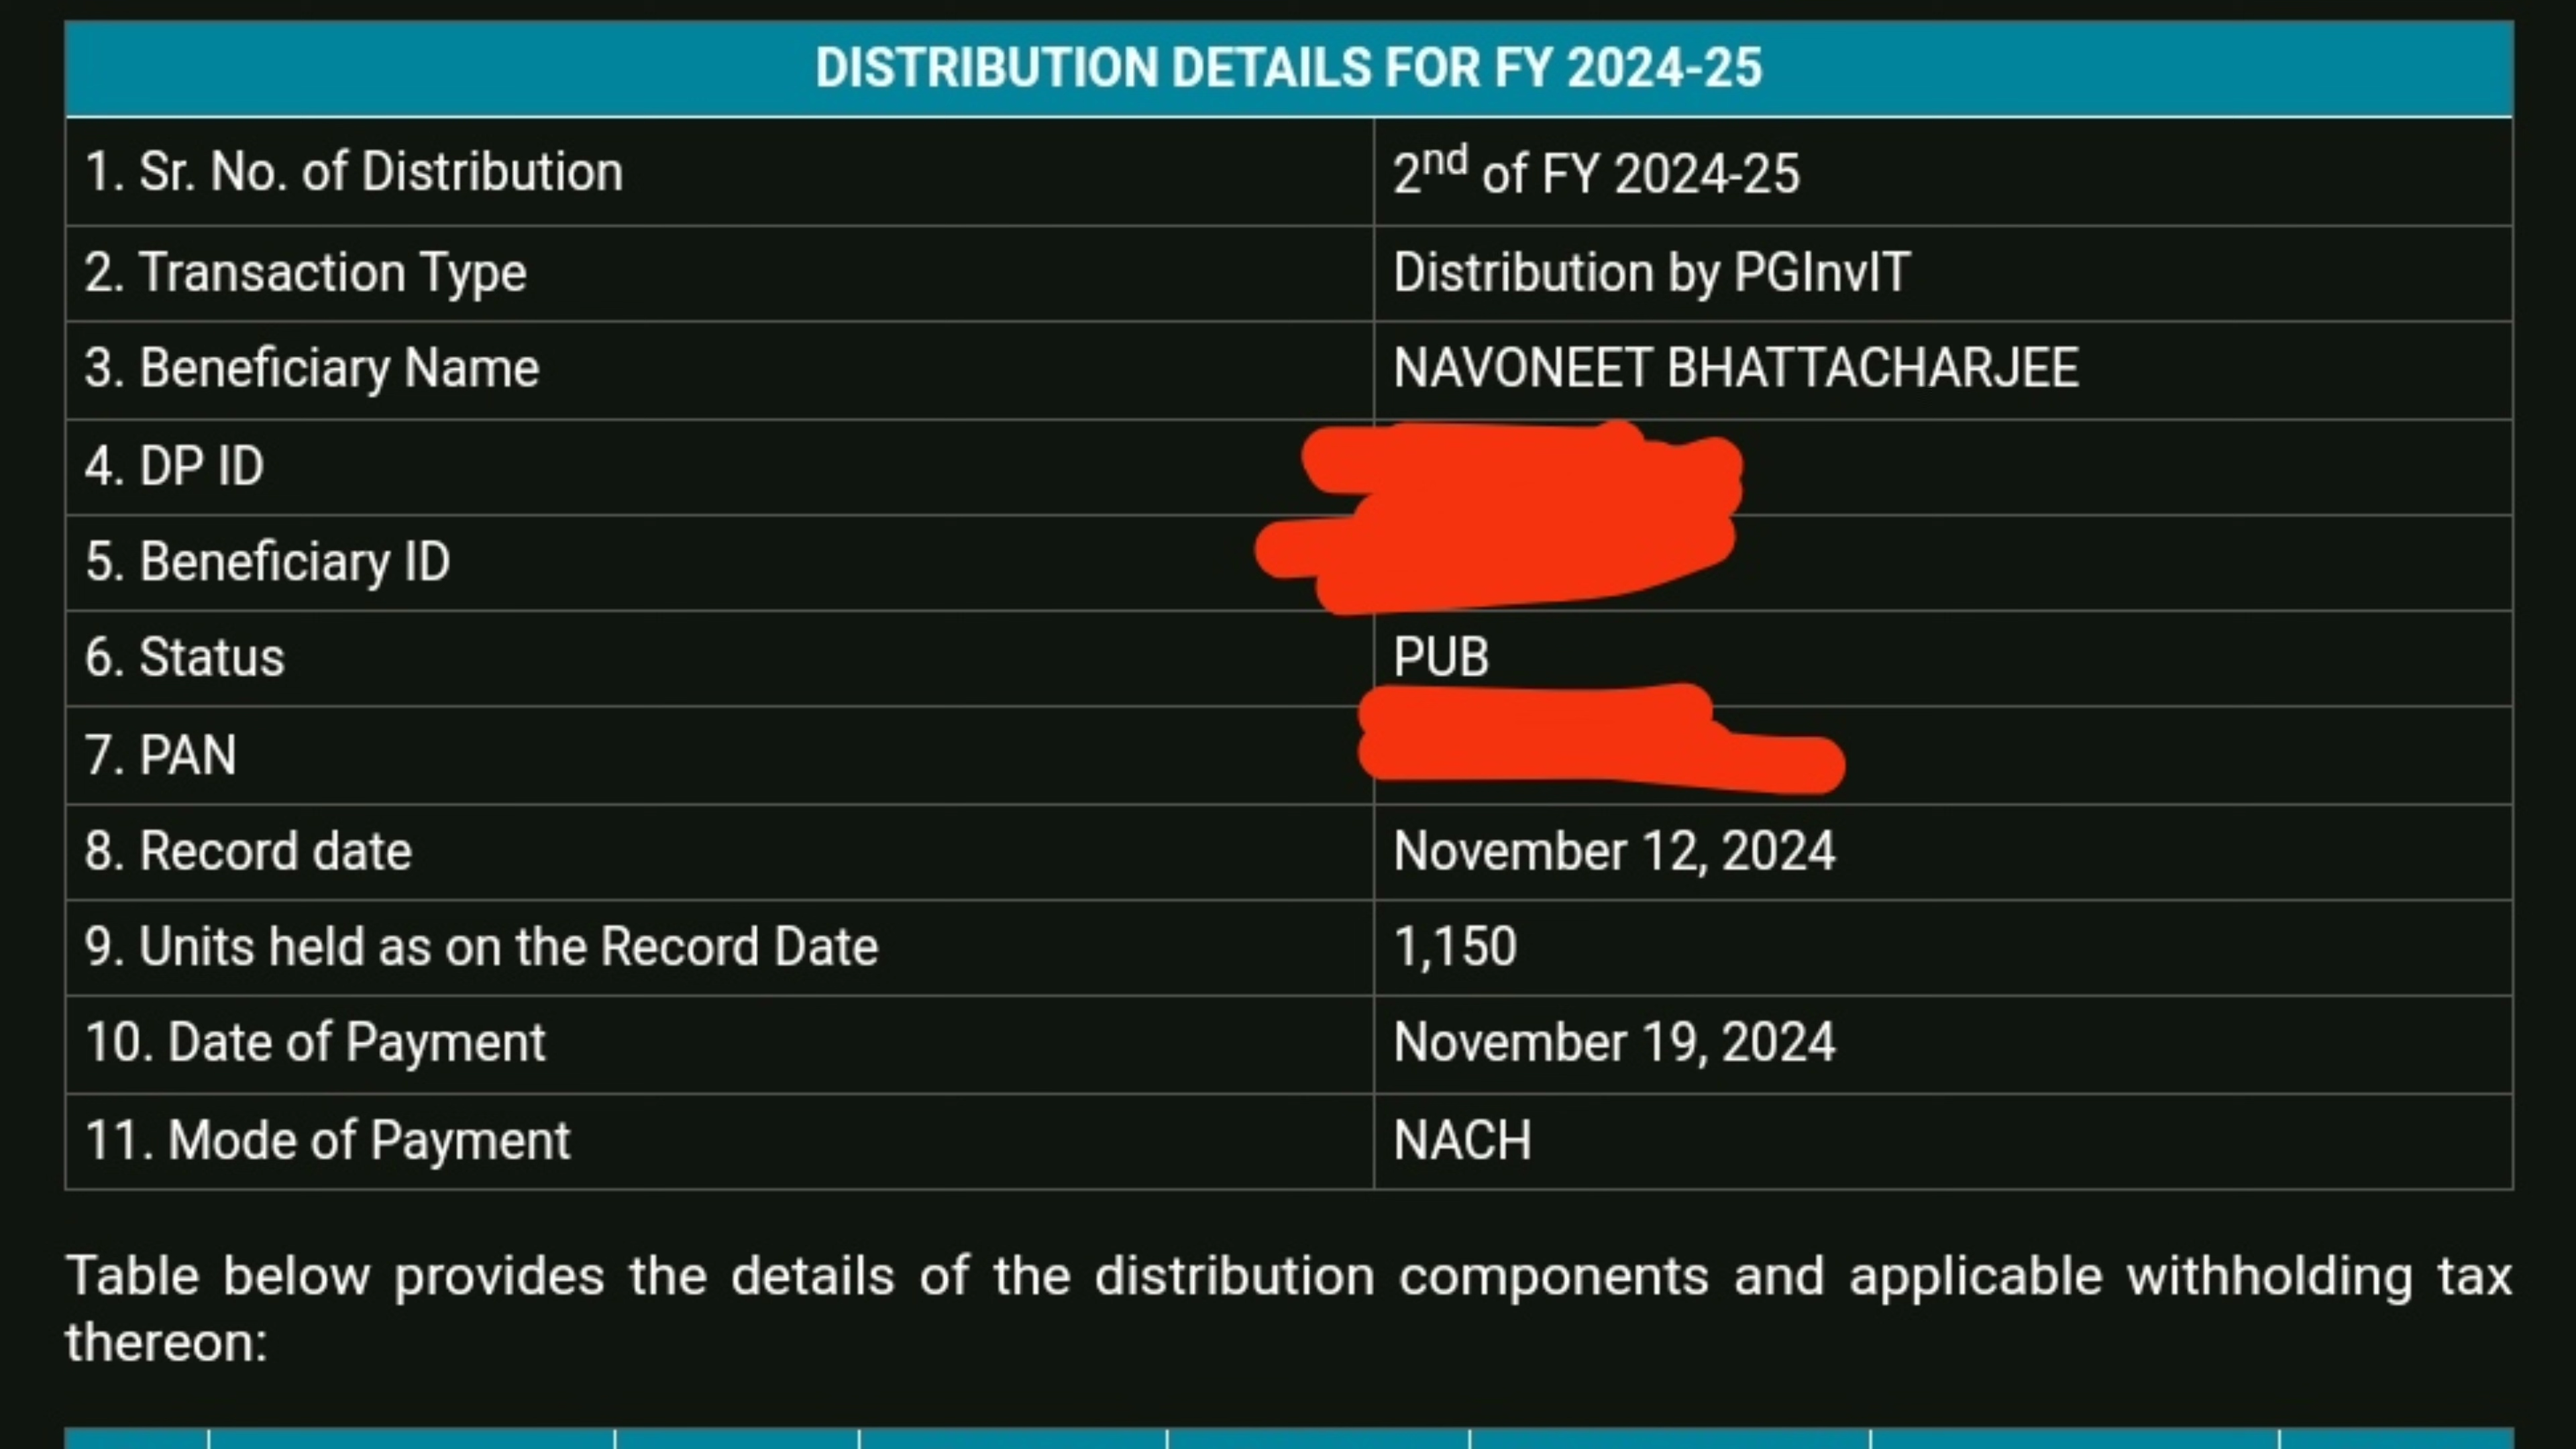 DISTRIBUTION DETAILS FOR FY 2024-25
1. Sr. No. of Distribution 2nd of FY 2024-25
2. Transaction Type Distribution by PGInvIT
3. Beneficiary Name NAVONEET BHATTACHARJEE
4. DP ID
5. Beneficiary ID
6. Status PUB
7. PAN
8. Record date November 12, 2024
9. Units held as on the Record Date 1,150
10. Date of Payment November 19, 2024
11. Mode of Payment NACH
Table below provides the details of the distribution components and applicable withholding tax
thereon: